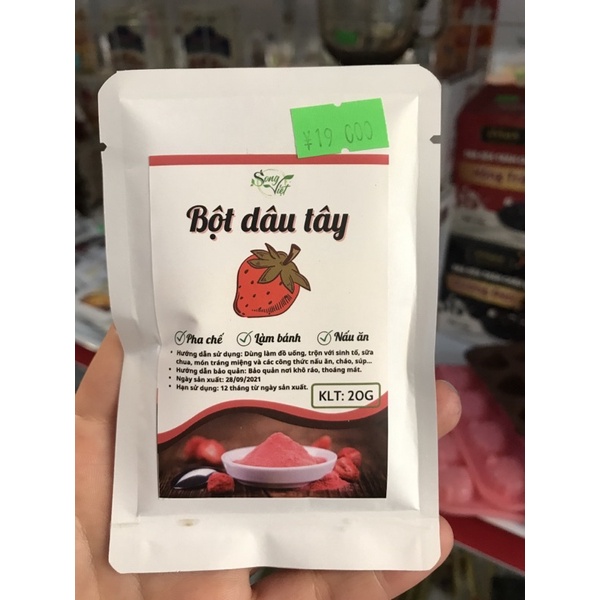 ¥19 000
Song Việt
Bột dâu tây
Pha chế Làm bánh Nấu ăn
• Hướng dẫn sử dụng: Dùng làm đồ uống, trộn với sinh tố, sữa
chua, món tráng miệng và các công thức nấu ăn, cháo, súp...
• Hướng dẫn bảo quản: Bảo quản nơi khô ráo, thoáng mát.
• Ngày sản xuất: 28/09/2021
• Hạn sử dụng: 12 tháng từ ngày sản xuất.
KLT: 20G